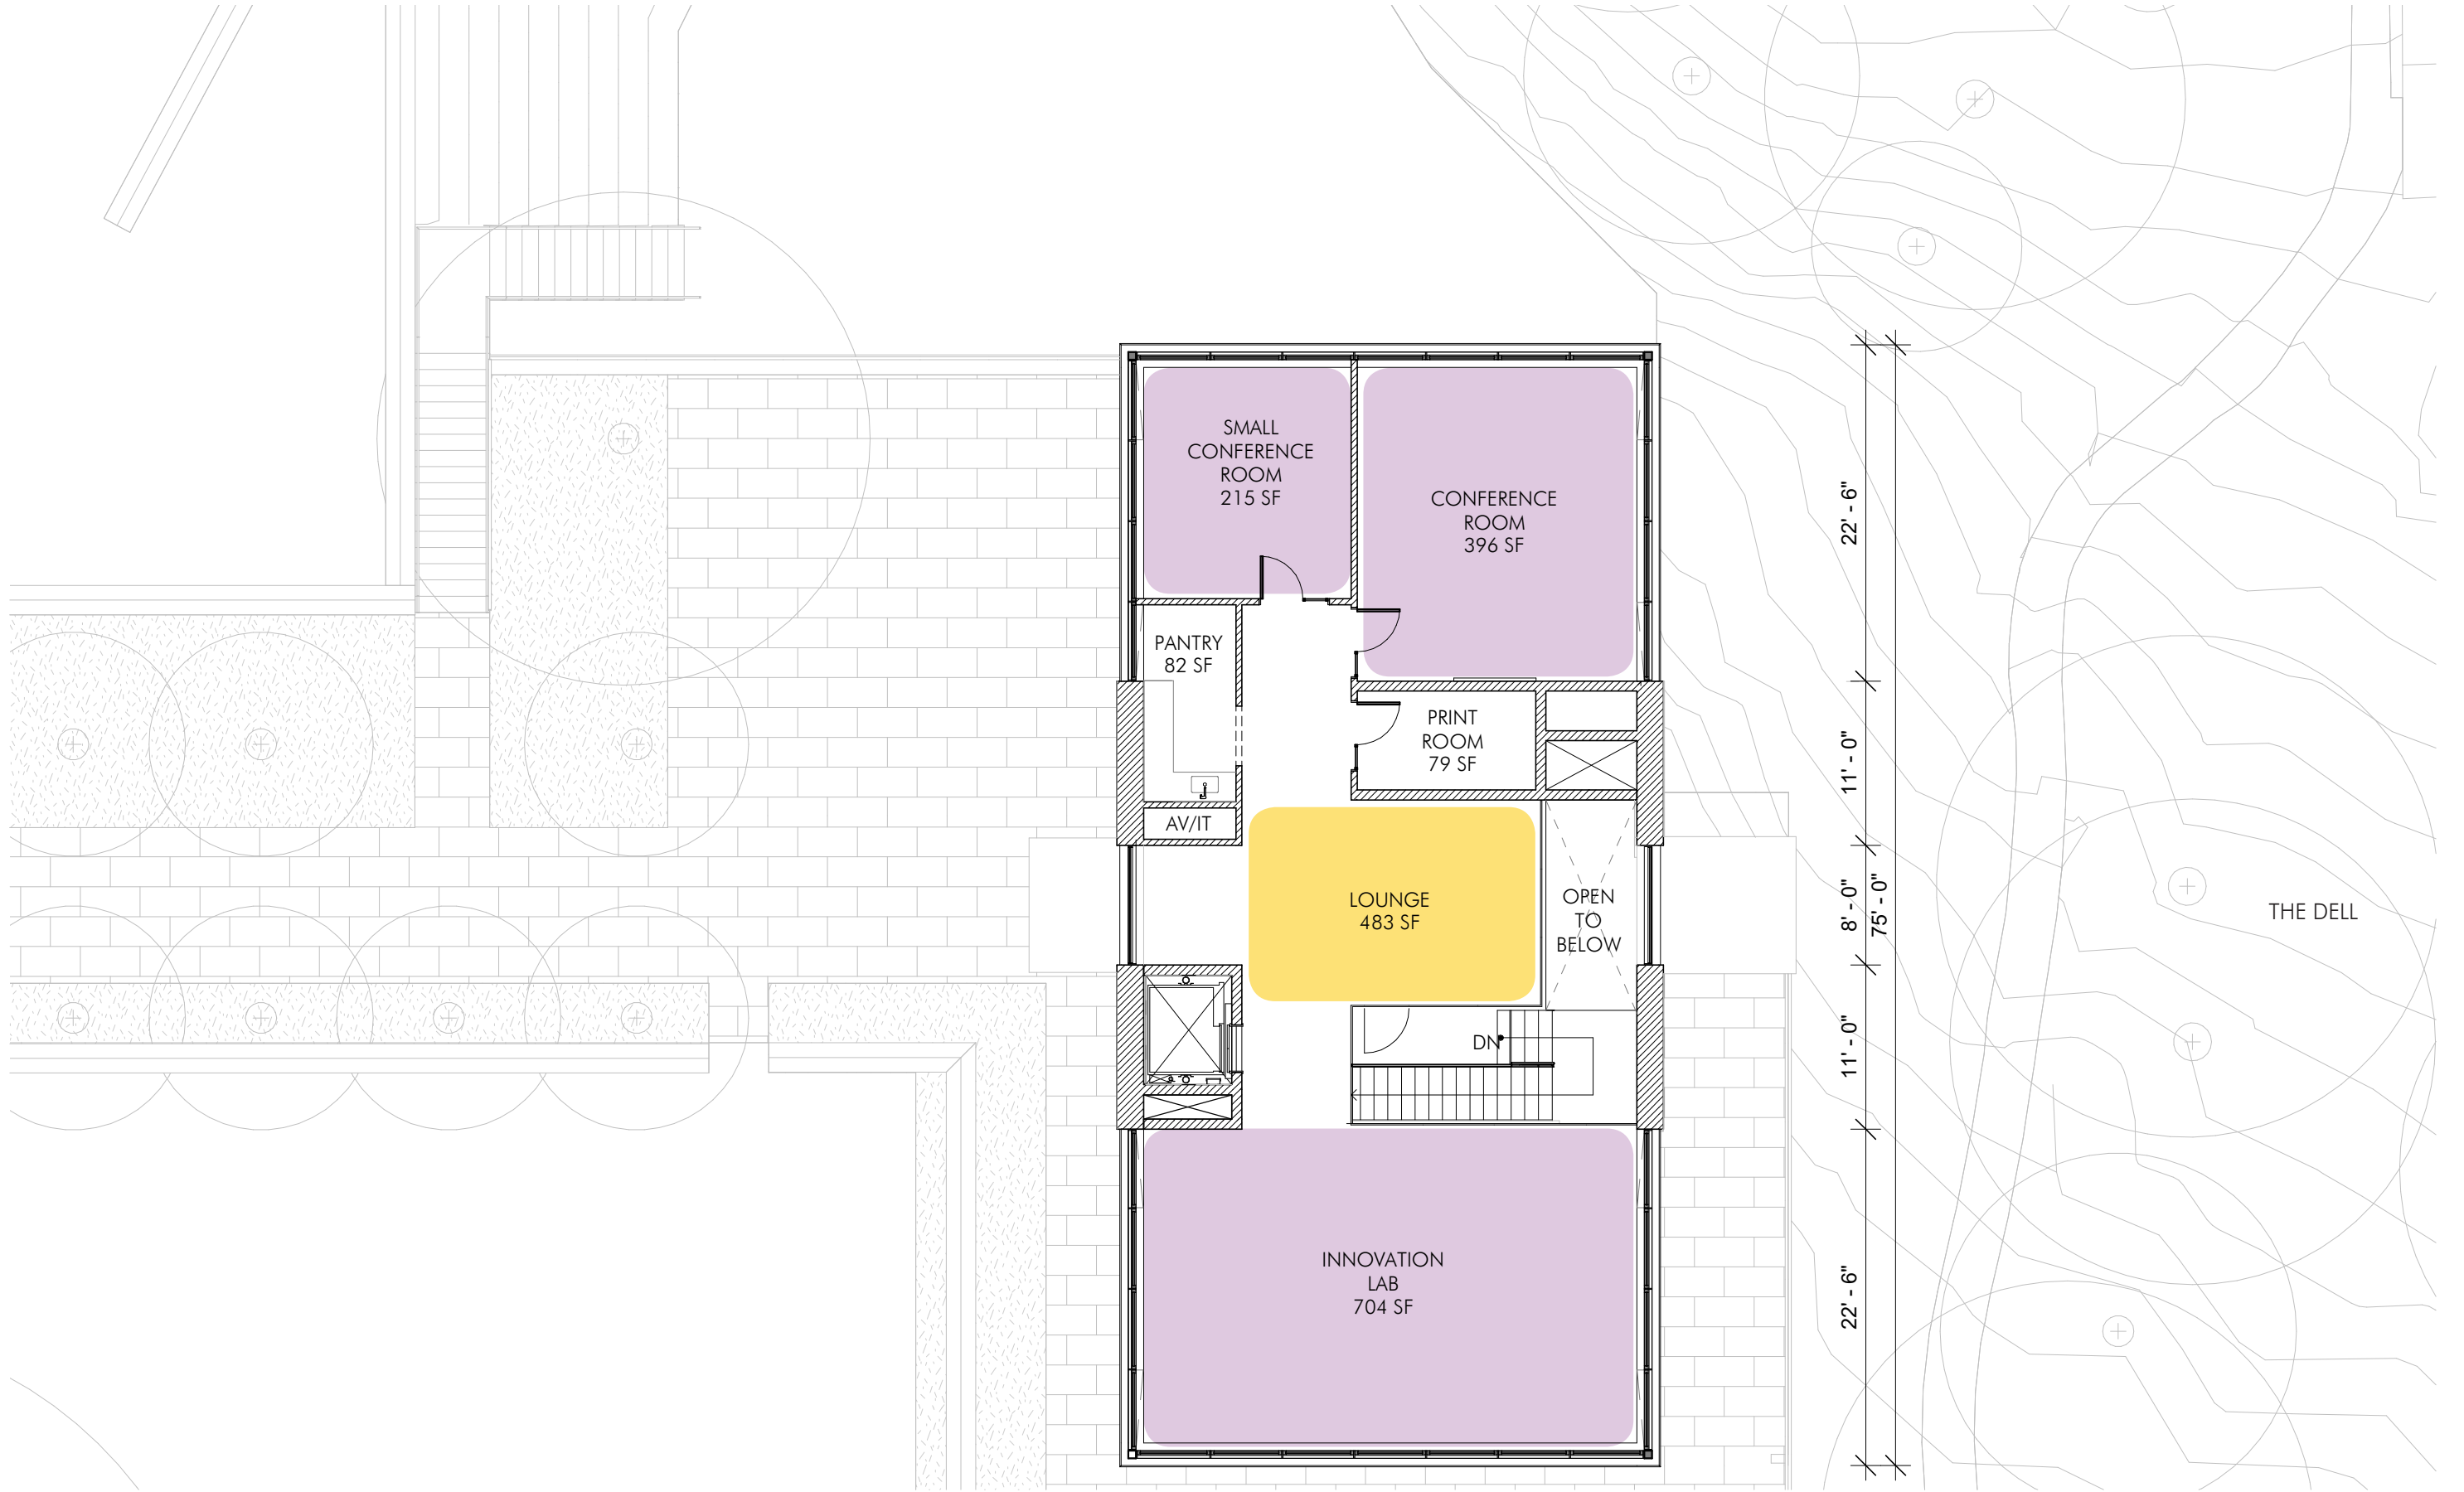 SMALL
CONFERENCE
ROOM
215 SF
CONFERENCE
ROOM
396 SF
22' - 6"
PANTRY
82 SF
PRINT
ROOM
79 SF
11' - 0"
AV/IT
LOUNGE
483 SF
OPEN
TO
BELOW
8' - 0"
75' - 0"
THE DELL
DN
11' - 0"
INNOVATION
LAB
704 SF
22' - 6"